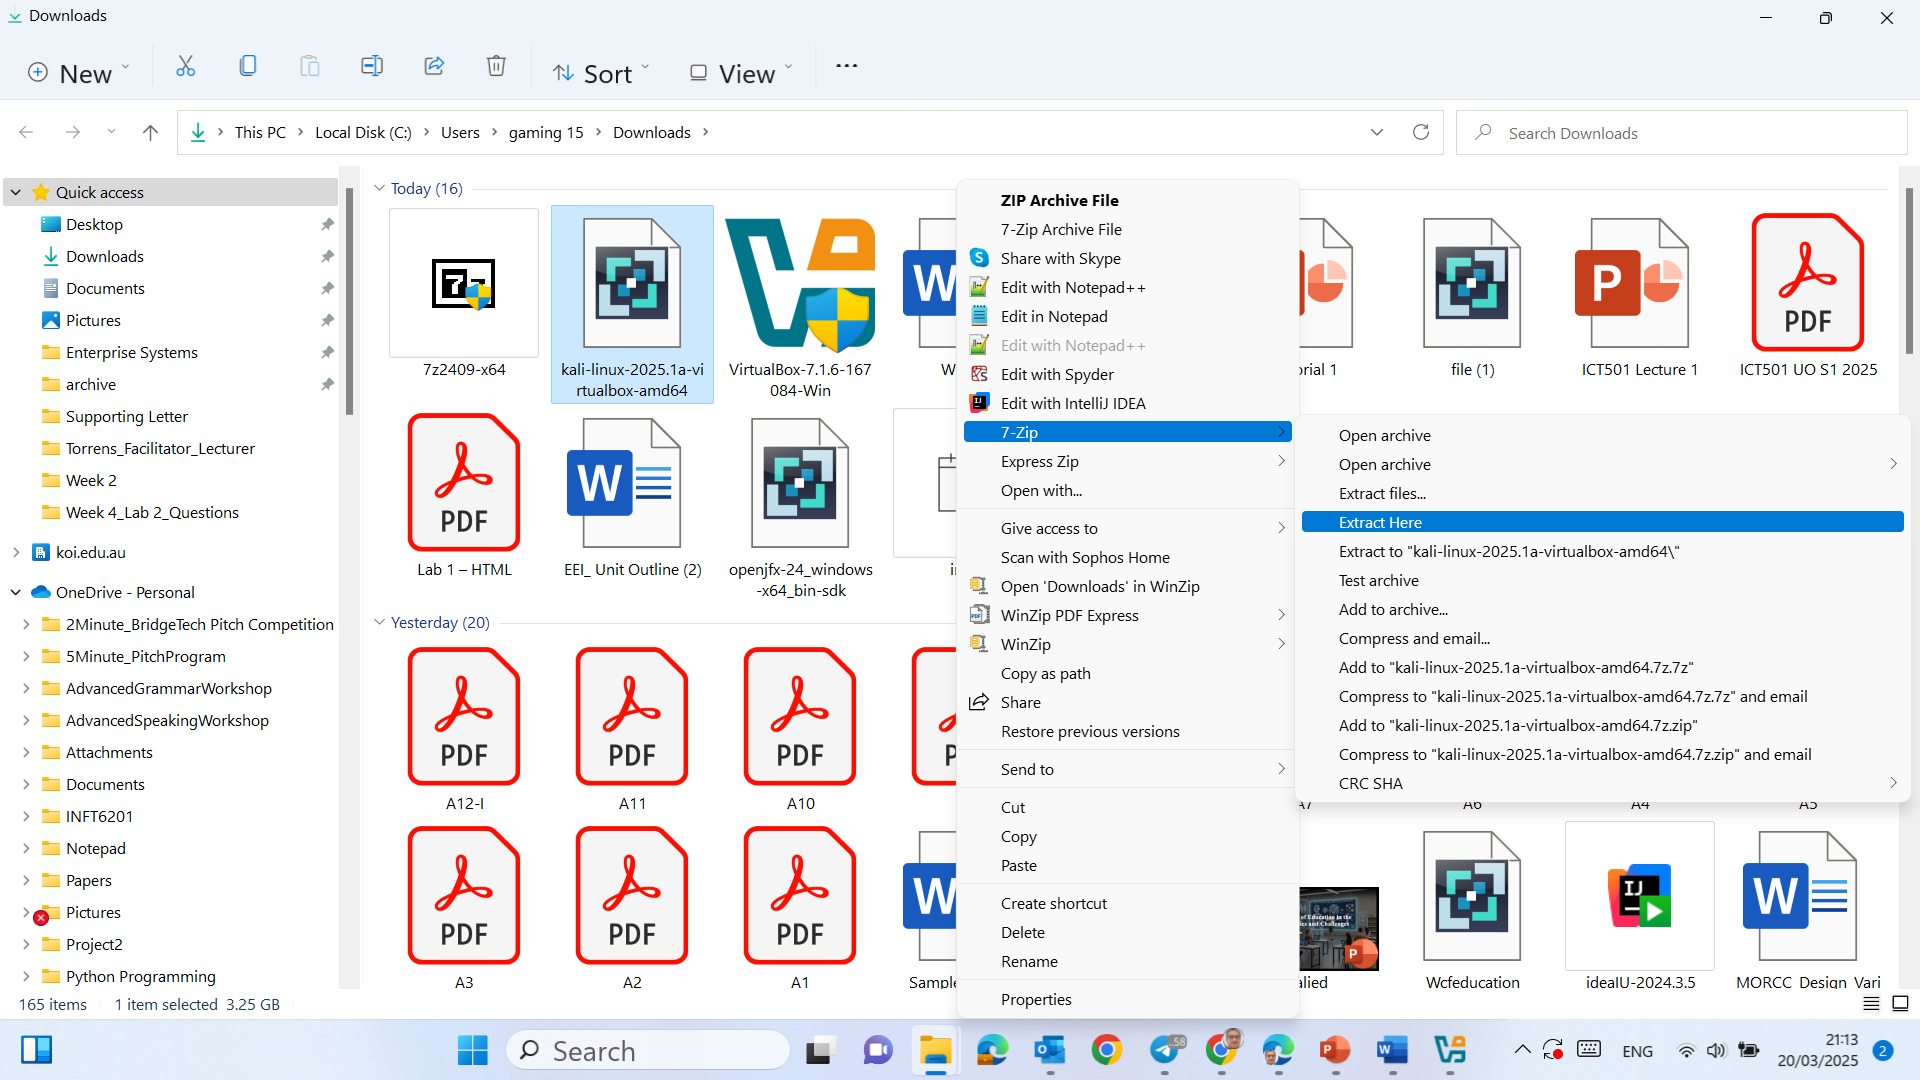 Downloads
New
Sort
View
This PC
Local Disk (C:)
Users
gaming 15
Downloads
Search Downloads
Quick access
Desktop
Downloads
Documents
Pictures
Enterprise Systems
archive
Supporting Letter
Torrens_Facilitator_Lecturer
Week 2
Week 4_Lab 2_Questions
koi.edu.au
OneDrive - Personal
2Minute_BridgeTech Pitch Competition
5Minute_PitchProgram
AdvancedGrammarWorkshop
AdvancedSpeakingWorkshop
Attachments
Documents
INFT6201
Notepad
Papers
Pictures
Project2
Python Programming
Today (16)
7z2409-x64
kali-linux-2025.1a-vi
rtualbox-amd64
VirtualBox-7.1.6-167
084-Win
W
orial 1
file (1)
ICT501 Lecture 1
ICT501 UO S1 2025
Lab 1 – HTML
EEI_ Unit Outline (2)
openjfx-24_windows
-x64_bin-sdk
Yesterday (20)
A12-I
A11
A10
A7
A6
A4
A5
A3
A2
A1
Sample
alied
Wcfeducation
ideaIU-2024.3.5
MORCC_Design_Vari
ZIP Archive File
7-Zip Archive File
Share with Skype
Edit with Notepad++
Edit in Notepad
Edit with Notepad++
Edit with Spyder
Edit with IntelliJ IDEA
7-Zip
Express Zip
Open with...
Give access to
Scan with Sophos Home
Open 'Downloads' in WinZip
WinZip PDF Express
WinZip
Copy as path
Share
Restore previous versions
Send to
Cut
Copy
Paste
Create shortcut
Delete
Rename
Properties
Open archive
Open archive
Extract files...
Extract Here
Extract to "kali-linux-2025.1a-virtualbox-amd64\"
Test archive
Add to archive...
Compress and email...
Add to "kali-linux-2025.1a-virtualbox-amd64.7z.7z"
Compress to "kali-linux-2025.1a-virtualbox-amd64.7z.7z" and email
Add to "kali-linux-2025.1a-virtualbox-amd64.7z.zip"
Compress to "kali-linux-2025.1a-virtualbox-amd64.7z.zip" and email
CRC SHA
165 items
1 item selected 3.25 GB
Search
58
ENG
21:13
20/03/2025
2